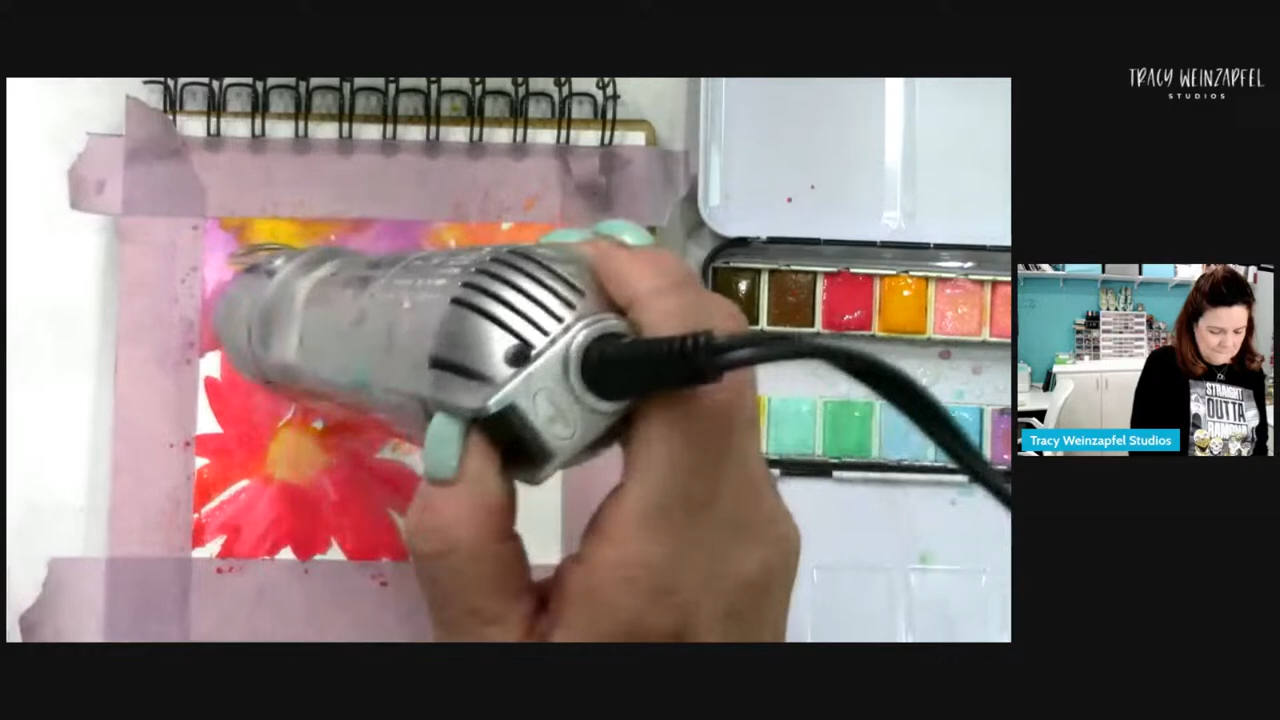 TRACY WEINZAPFEL
STUDIOS
STRAIGHT
OUTTA
Tracy Weinzapfel Studios